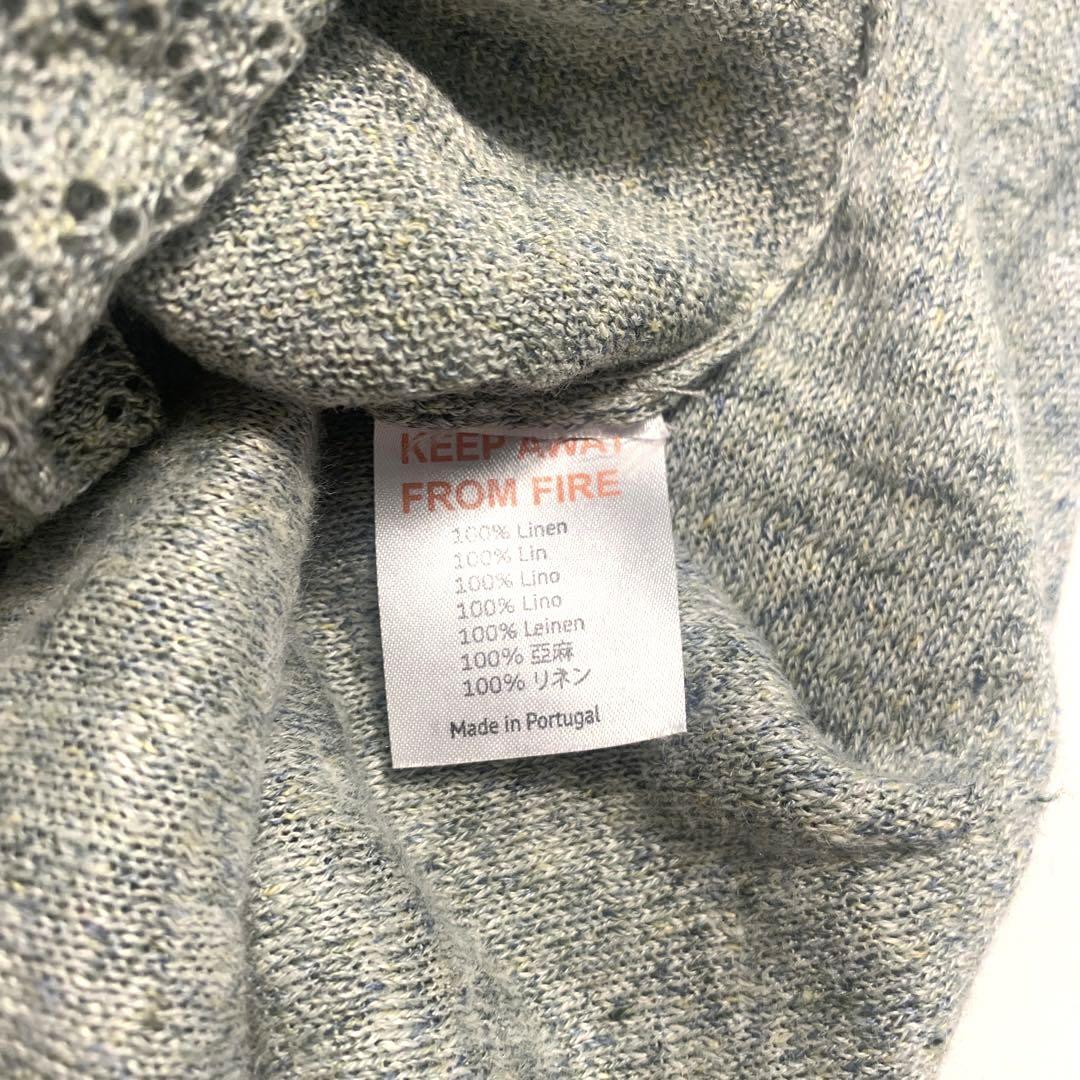 KEEP AWAY
FROM FIRE
100% Linen
100% Lin
100% Lino
100% Lino
100% Leinen
100% 亞麻
100% リネン
Made in Portugal